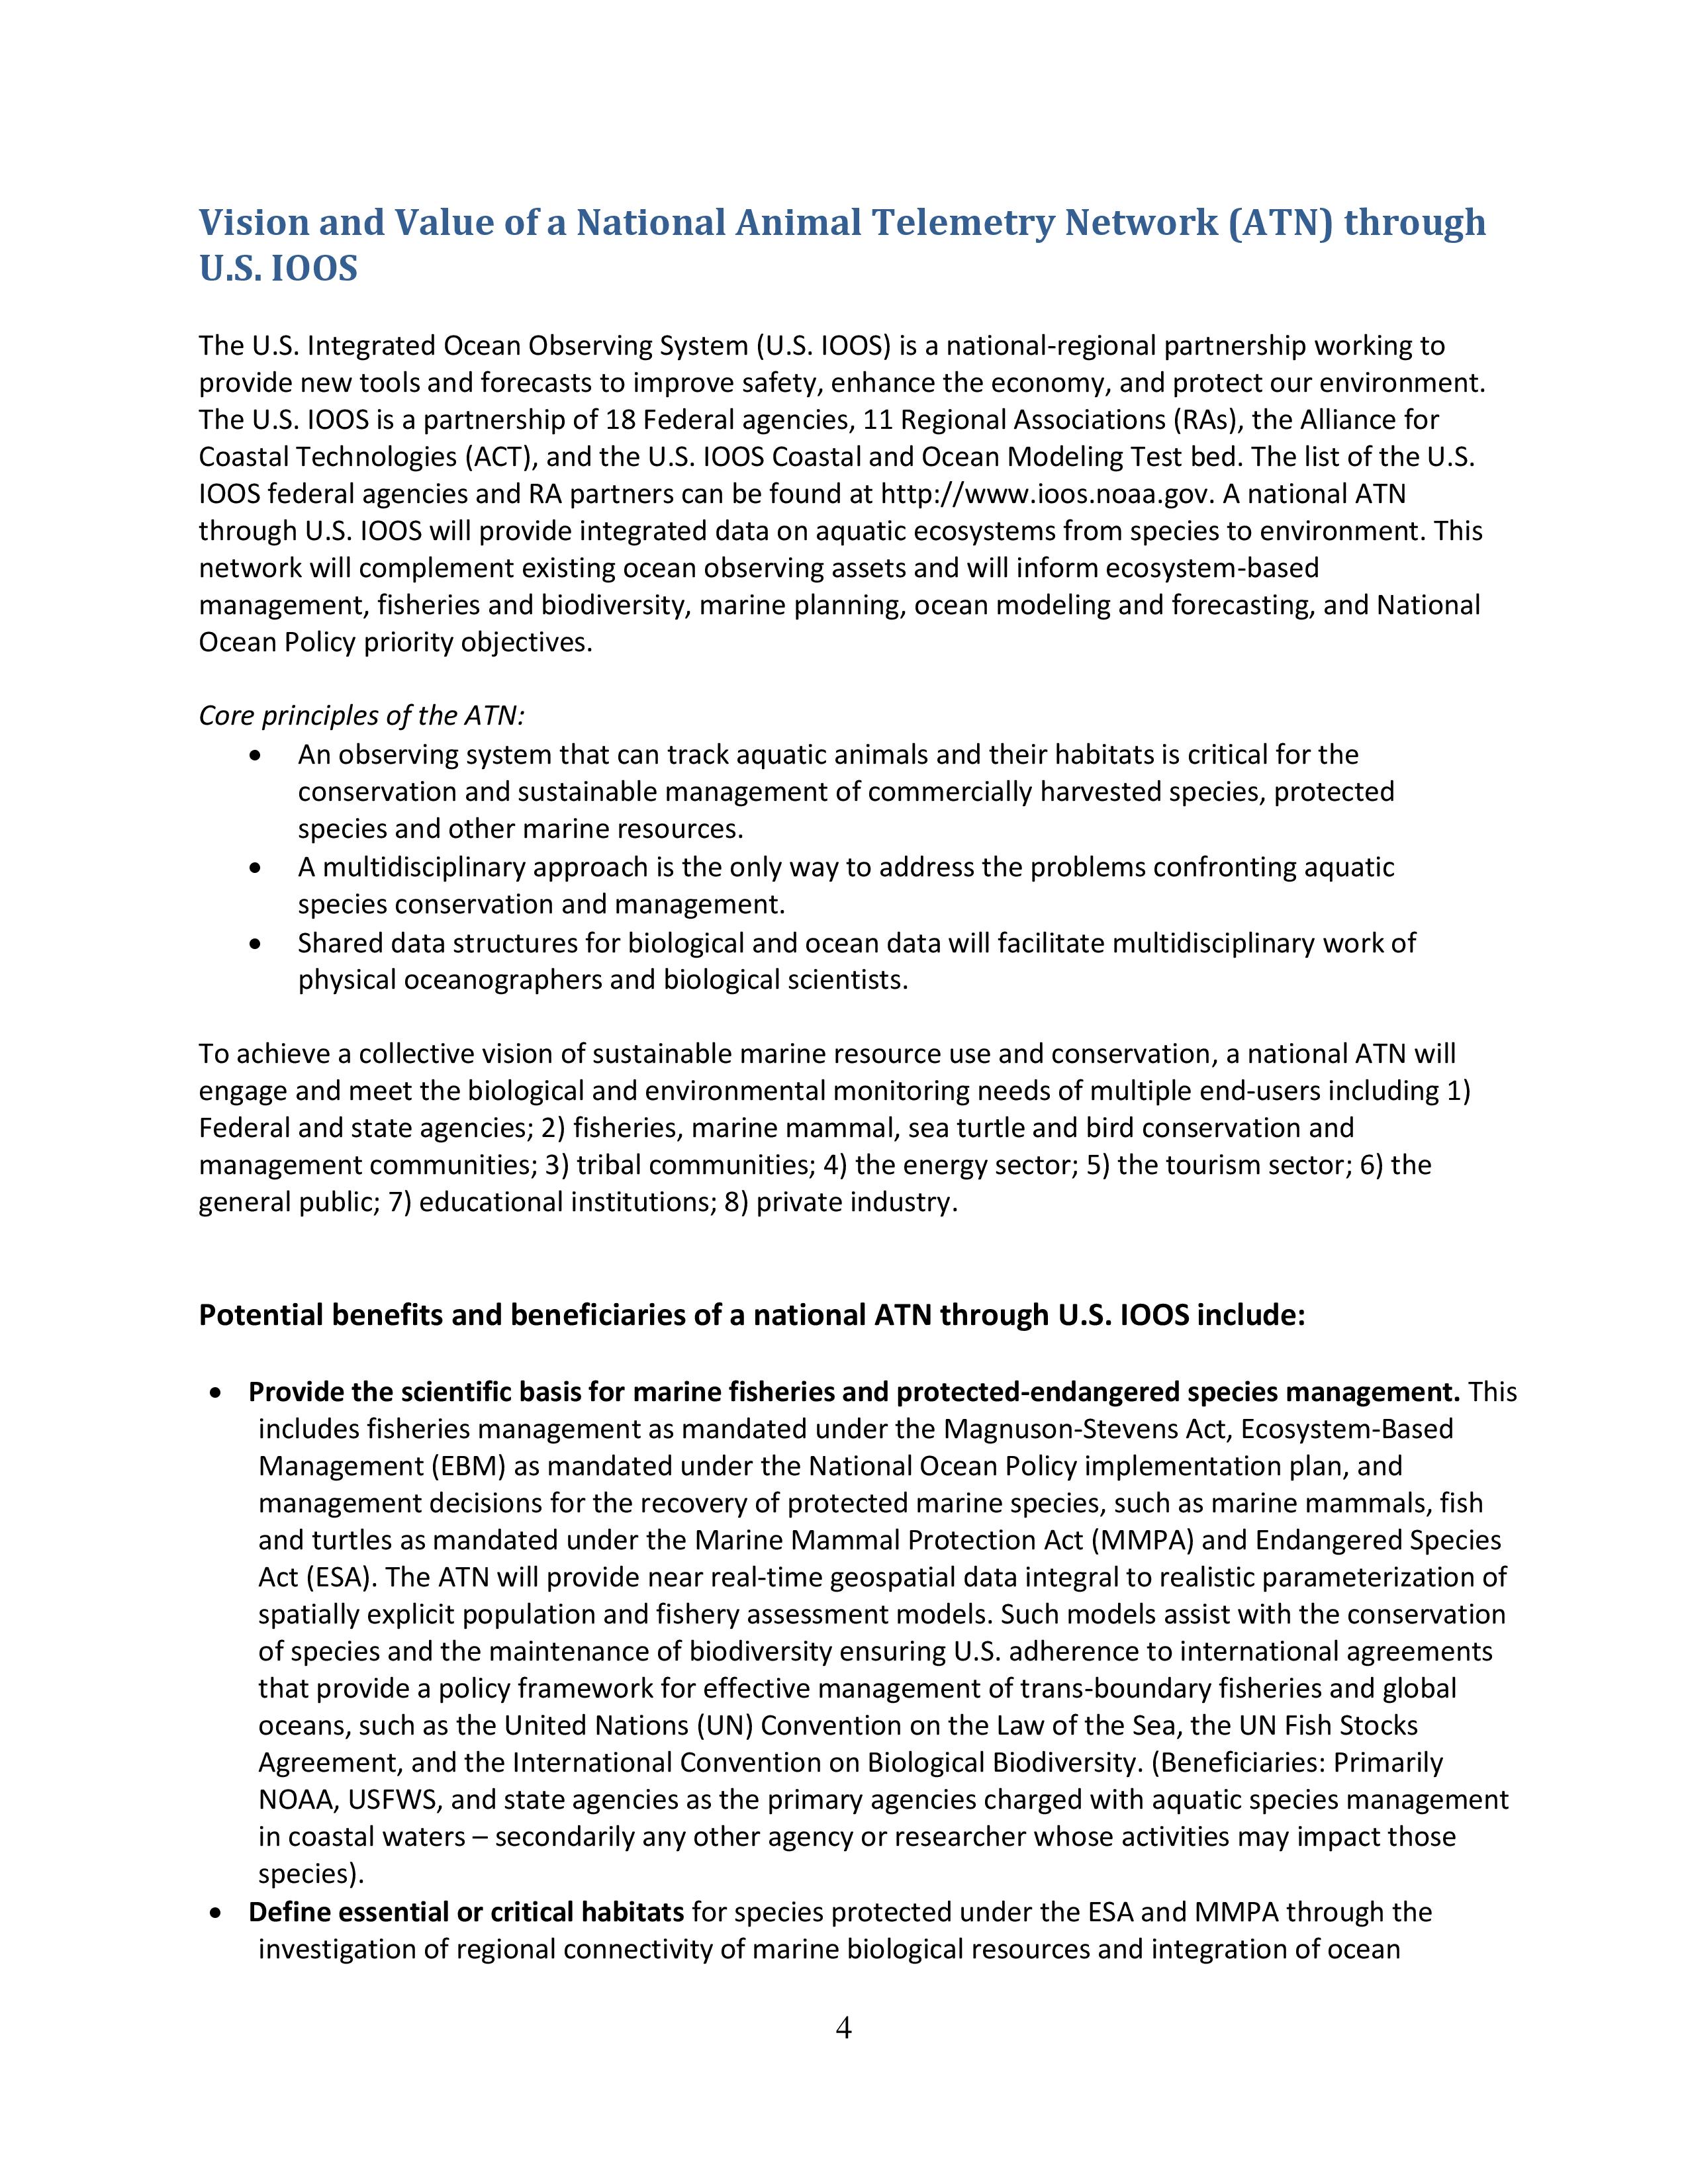 Vision and Value of a National Animal Telemetry Network (ATN) through
U.S. IOOS
The U.S. Integrated Ocean Observing System (U.S. IOOS) is a national-regional partnership working to
provide new tools and forecasts to improve safety, enhance the economy, and protect our environment.
The U.S. IOOS is a partnership of 18 Federal agencies, 11 Regional Associations (RAs), the Alliance for
Coastal Technologies (ACT), and the U.S. IOOS Coastal and Ocean Modeling Test bed. The list of the U.S.
IOOS federal agencies and RA partners can be found at http://www.ioos.noaa.gov. A national ATN
through U.S. IOOS will provide integrated data on aquatic ecosystems from species to environment. This
network will complement existing ocean observing assets and will inform ecosystem-based
management, fisheries and biodiversity, marine planning, ocean modeling and forecasting, and National
Ocean Policy priority objectives.
Core principles of the ATN:
• An observing system that can track aquatic animals and their habitats is critical for the
conservation and sustainable management of commercially harvested species, protected
species and other marine resources.
• A multidisciplinary approach is the only way to address the problems confronting aquatic
species conservation and management.
• Shared data structures for biological and ocean data will facilitate multidisciplinary work of
physical oceanographers and biological scientists.
To achieve a collective vision of sustainable marine resource use and conservation, a national ATN will
engage and meet the biological and environmental monitoring needs of multiple end-users including 1)
Federal and state agencies; 2) fisheries, marine mammal, sea turtle and bird conservation and
management communities; 3) tribal communities; 4) the energy sector; 5) the tourism sector; 6) the
general public; 7) educational institutions; 8) private industry.
Potential benefits and beneficiaries of a national ATN through U.S. IOOS include:
• Provide the scientific basis for marine fisheries and protected-endangered species management. This
includes fisheries management as mandated under the Magnuson-Stevens Act, Ecosystem-Based
Management (EBM) as mandated under the National Ocean Policy implementation plan, and
management decisions for the recovery of protected marine species, such as marine mammals, fish
and turtles as mandated under the Marine Mammal Protection Act (MMPA) and Endangered Species
Act (ESA). The ATN will provide near real-time geospatial data integral to realistic parameterization of
spatially explicit population and fishery assessment models. Such models assist with the conservation
of species and the maintenance of biodiversity ensuring U.S. adherence to international agreements
that provide a policy framework for effective management of trans-boundary fisheries and global
oceans, such as the United Nations (UN) Convention on the Law of the Sea, the UN Fish Stocks
Agreement, and the International Convention on Biological Biodiversity. (Beneficiaries: Primarily
NOAA, USFWS, and state agencies as the primary agencies charged with aquatic species management
in coastal waters – secondarily any other agency or researcher whose activities may impact those
species).
• Define essential or critical habitats for species protected under the ESA and MMPA through the
investigation of regional connectivity of marine biological resources and integration of ocean
4